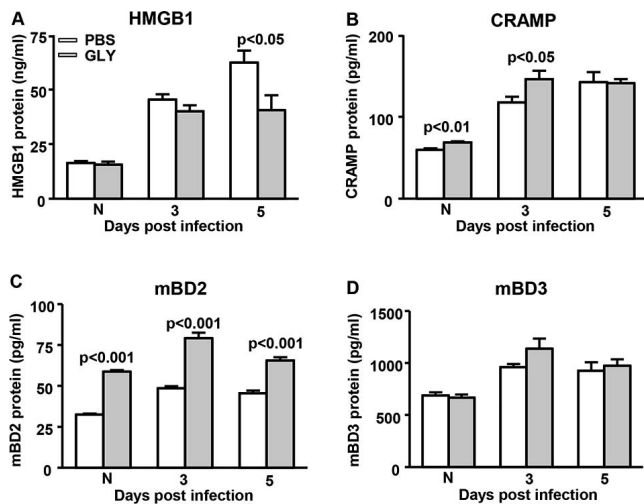 A
HMGB1
HMGB1 protein (ng/ml)
75
50
25
0
PBS
GLY
p<0.05
N
3
5
Days post infection
B
CRAMP
CRAMP protein (pg/ml)
200
100
0
p<0.01
p<0.05
N
3
5
Days post infection
C
mBD2
mBD2 protein (pg/ml)
100
75
50
25
0
p<0.001
p<0.001
p<0.001
N
3
5
Days post infection
D
mBD3
mBD3 protein (pg/ml)
1500
1000
500
0
N
3
5
Days post infection